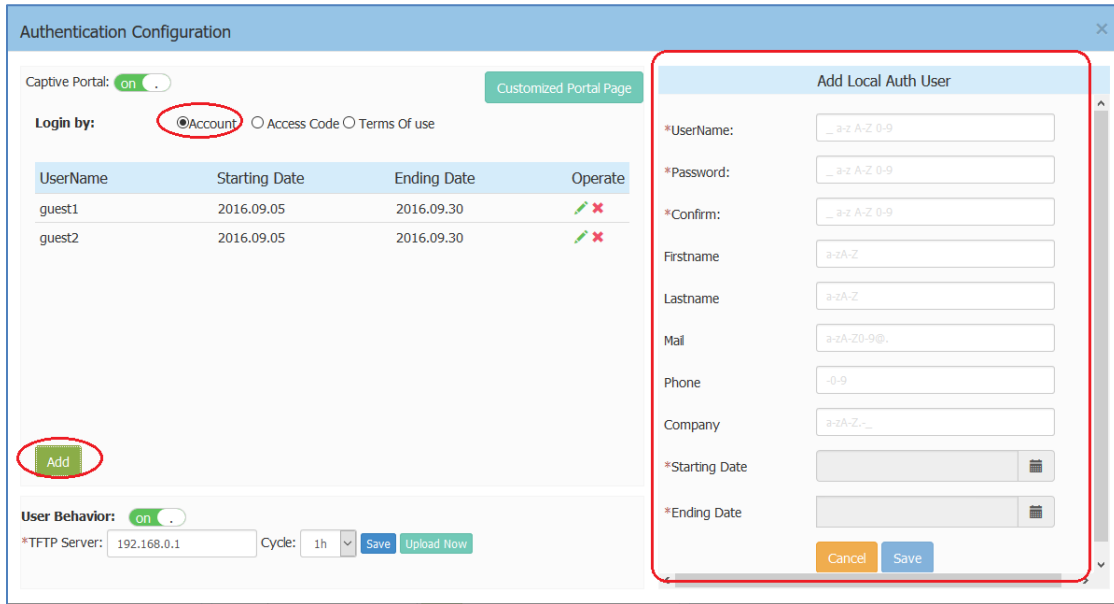 Authentication Configuration ×
Captive Portal: on .
Customized Portal Page
Login by: Account Access Code Terms Of use
UserName Starting Date Ending Date Operate
guest1 2016.09.05 2016.09.30
guest2 2016.09.05 2016.09.30
Add
User Behavior: on .
*TFTP Server: 192.168.0.1 Cycle: 1h Save Upload Now
Add Local Auth User
*UserName: _ a-z A-Z 0-9
*Password: _ a-z A-Z 0-9
*Confirm: _ a-z A-Z 0-9
Firstname a-zA-Z
Lastname a-zA-Z
Mail a-zA-Z0-9@.
Phone -0-9
Company a-zA-Z.-_
*Starting Date
*Ending Date
Cancel Save